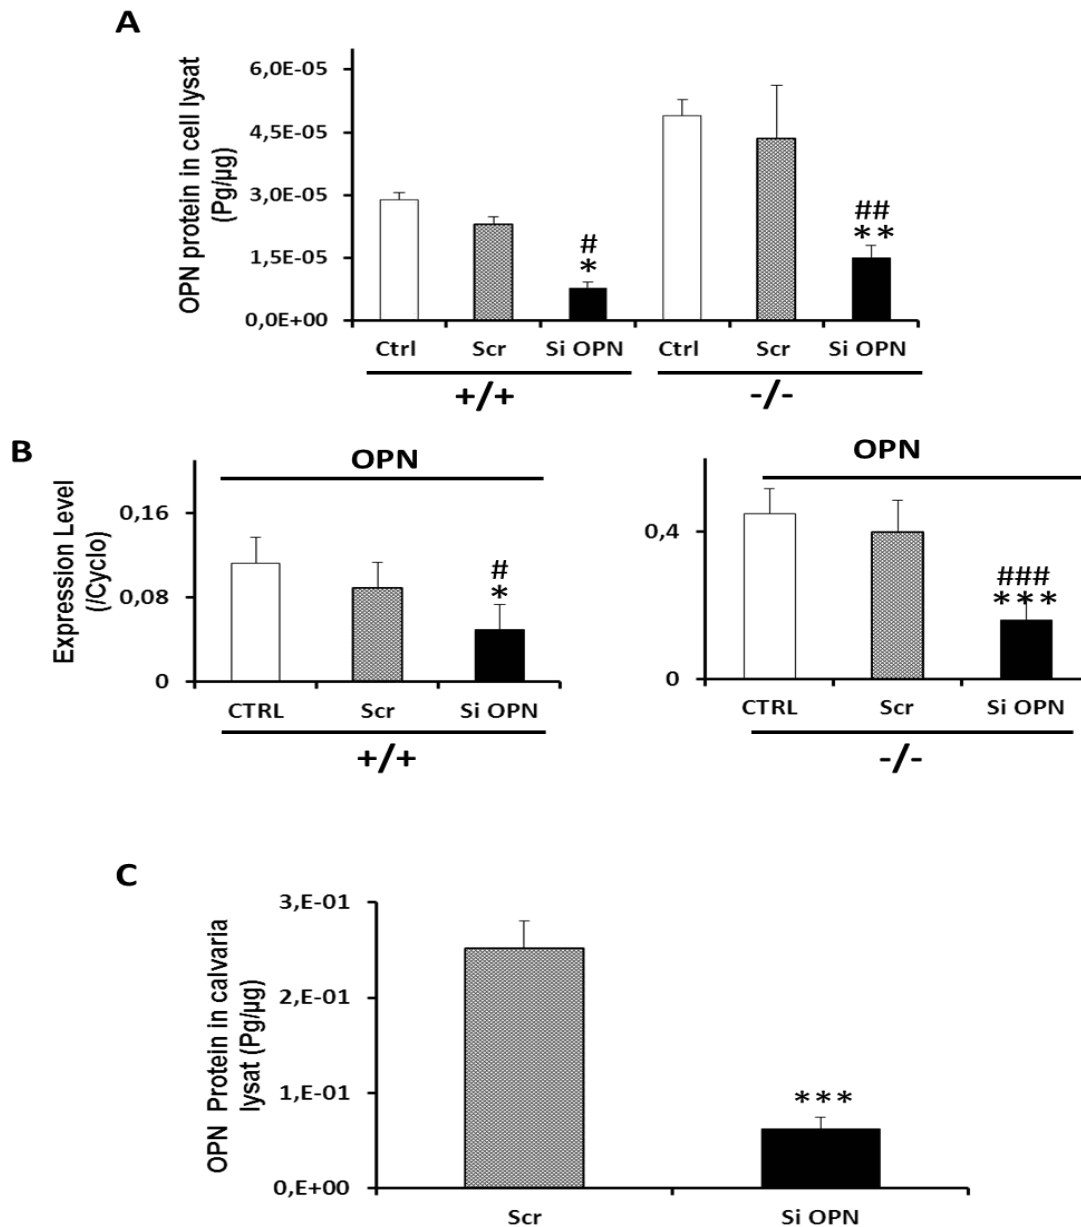 A
OPN protein in cell lysat
(Pg/µg)
6,0E-05
4,5E-05
3,0E-05
1,5E-05
0,0E+00
#
*
##
**
Ctrl Scr Si OPN Ctrl Scr Si OPN
+/+ -/-
B
OPN
Expression Level
(/Cyclo)
0,16
0,08
0
#
*
CTRL Scr Si OPN
+/+
OPN
0,4
0
###
***
CTRL Scr Si OPN
-/-
C
OPN Protein in calvaria
lysat (Pg/µg)
3,E-01
2,E-01
1,E-01
0,E+00
***
Scr Si OPN